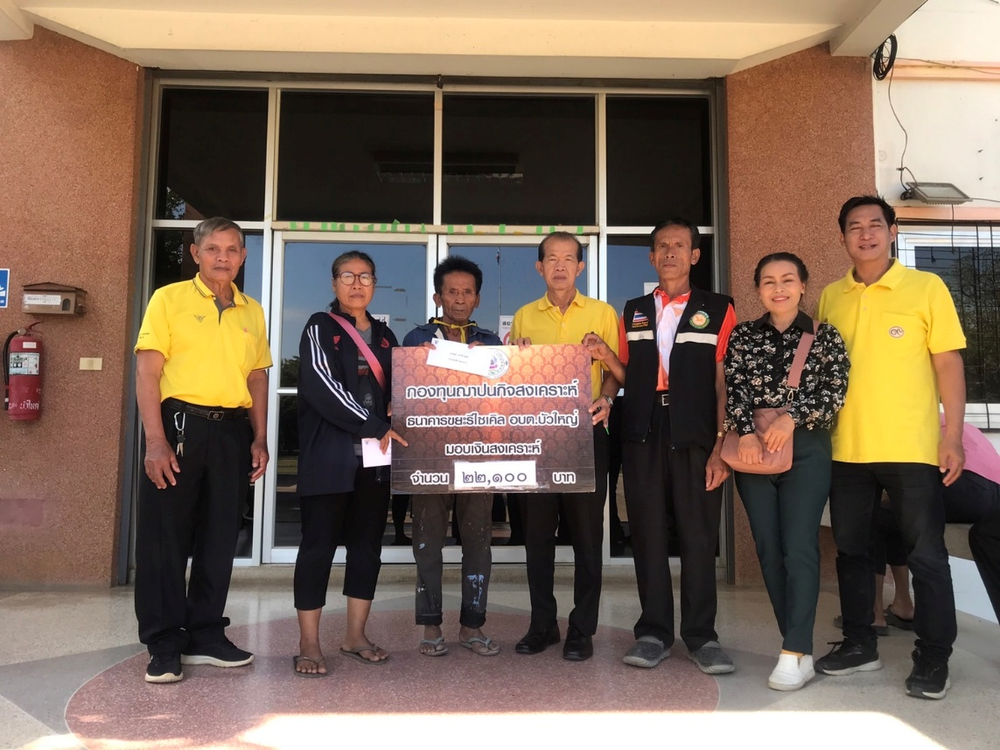 กองทุนฌาปนกิจสงเคราะห์
ธนาคารขยะรีไซเคิล อบต.บัวใหญ่
มอบเงินสงเคราะห์
จำนวน ๒๒,๑๐๐ บาท